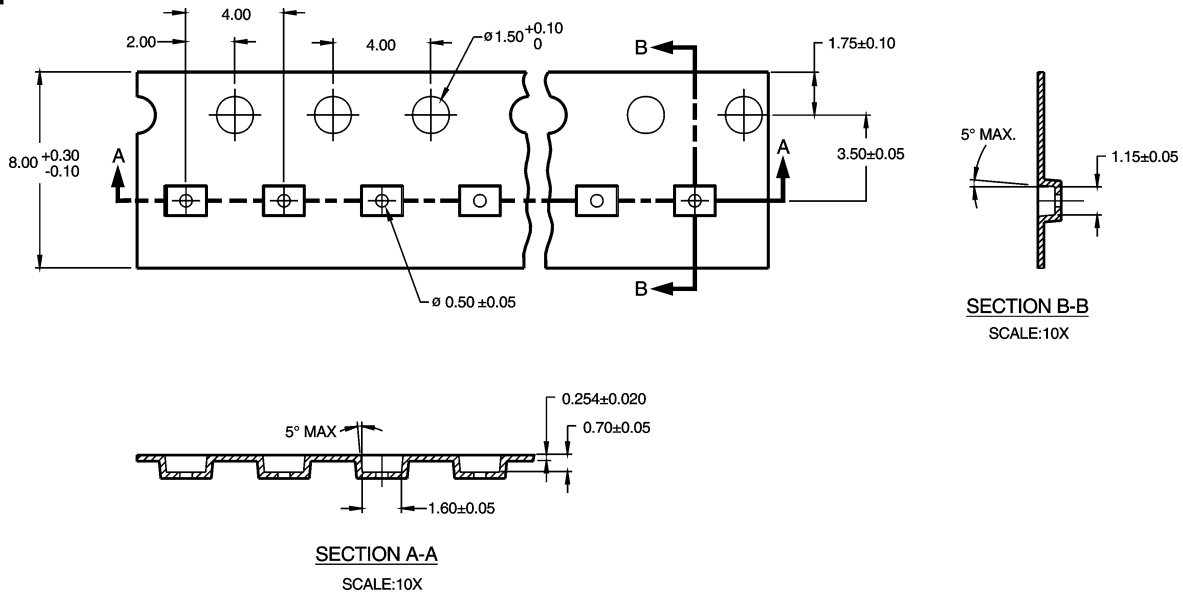 4.00
2.00
4.00
ø 1.50 +0.10
0
B
1.75±0.10
8.00 +0.30
-0.10
A
A
3.50±0.05
5° MAX.
1.15±0.05
B
ø 0.50 ±0.05
SECTION B-B
SCALE:10X
0.254±0.020
5° MAX
0.70±0.05
1.60±0.05
SECTION A-A
SCALE:10X